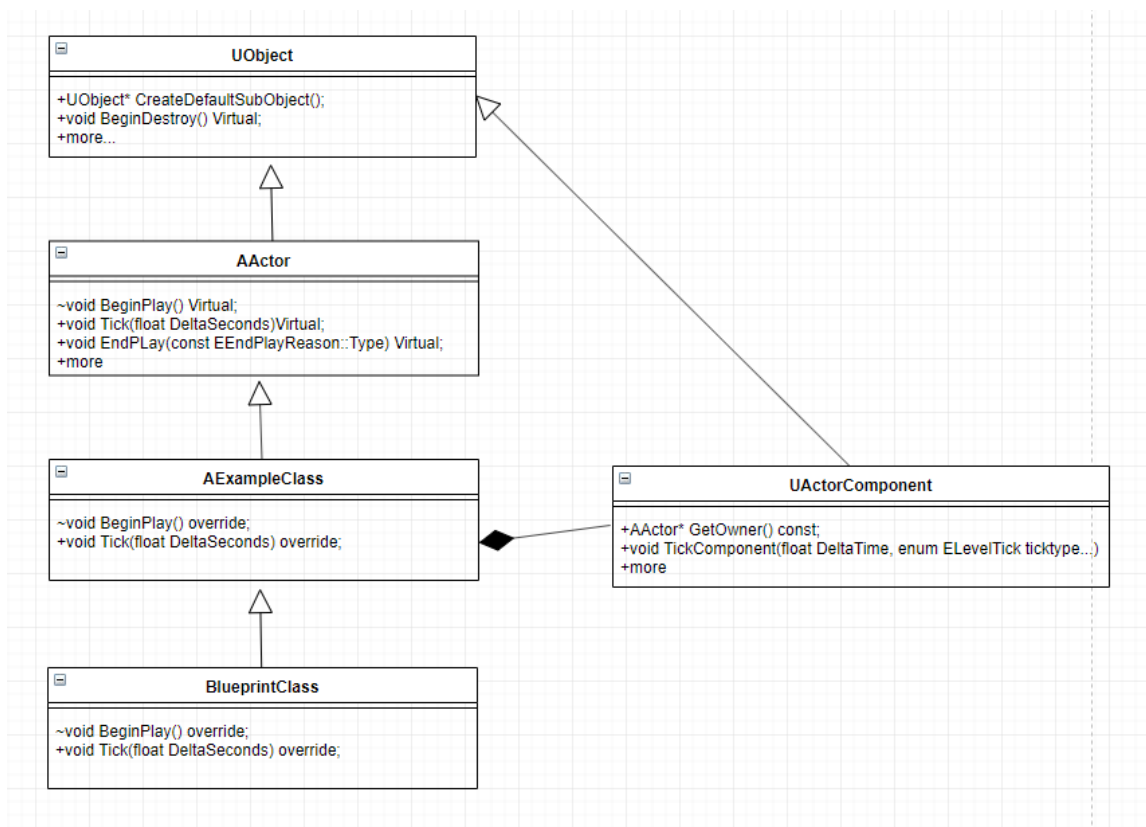 UObject
+UObject* CreateDefaultSubObject();
+void BeginDestroy() Virtual;
+more...
AActor
~void BeginPlay() Virtual;
+void Tick(float DeltaSeconds)Virtual;
+void EndPLay(const EEndPlayReason::Type) Virtual;
+more
AExampleClass
~void BeginPlay() override;
+void Tick(float DeltaSeconds) override;
UActorComponent
+AActor* GetOwner() const;
+void TickComponent(float DeltaTime, enum ELevelTick ticktype...)
+more
BlueprintClass
~void BeginPlay() override;
+void Tick(float DeltaSeconds) override;